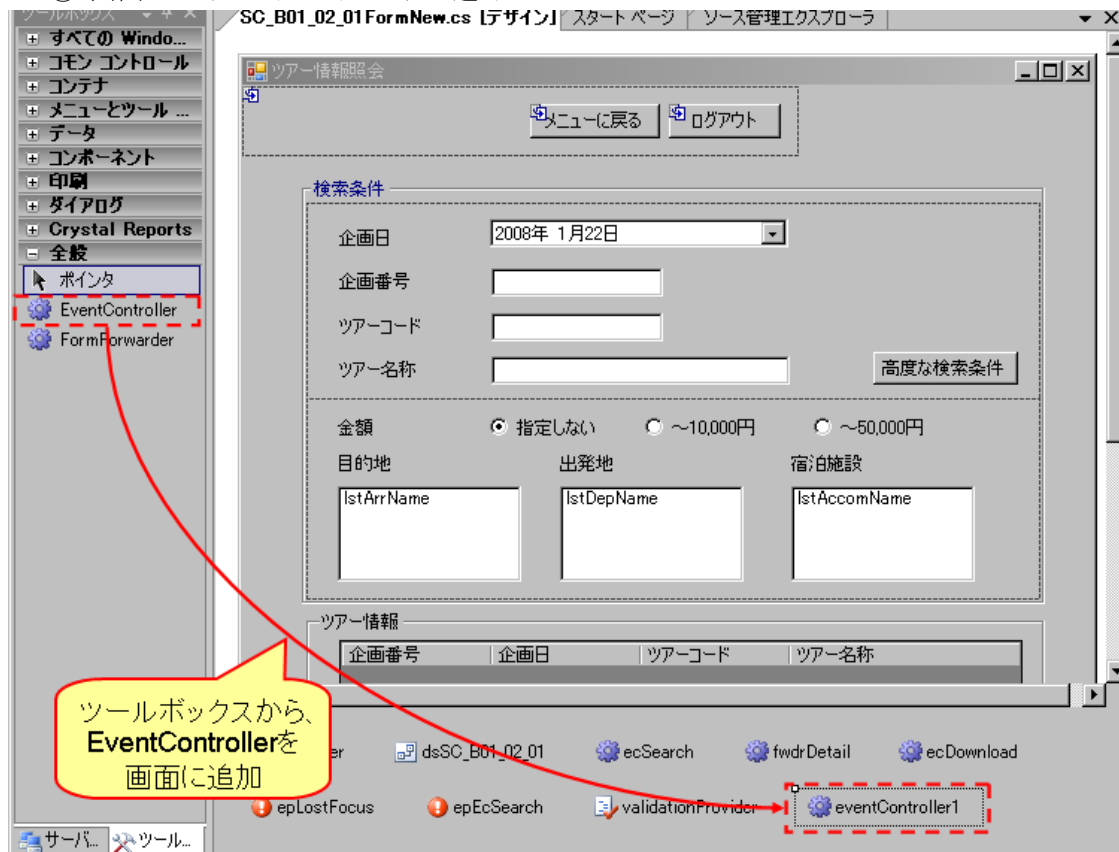 SC_B01_02_01FormNew.cs [デザイン] スタート ページ ソース管理エクスプローラ
すべての Windo...
コモン コントロール
コンテナ
メニューとツール ...
データ
コンポーネント
印刷
ダイアログ
Crystal Reports
全般
ポインタ
EventController
FormForwarder
ツアー情報照会
メニューに戻る ログアウト
検索条件
企画日 2008年 1月22日
企画番号
ツアーコード
ツアー名称 高度な検索条件
金額 指定しない ～10,000円 ～50,000円
目的地 出発地 宿泊施設
lstArrName lstDepName lstAccomName
ツアー情報
企画番号 企画日 ツアーコード ツアー名称
ツールボックスから、
EventControllerを
画面に追加
dsSC_B01_02_01 ecSearch fwdrDetail ecDownload
epLostFocus epEcSearch validationProvider eventController1
サーバ... ツール...